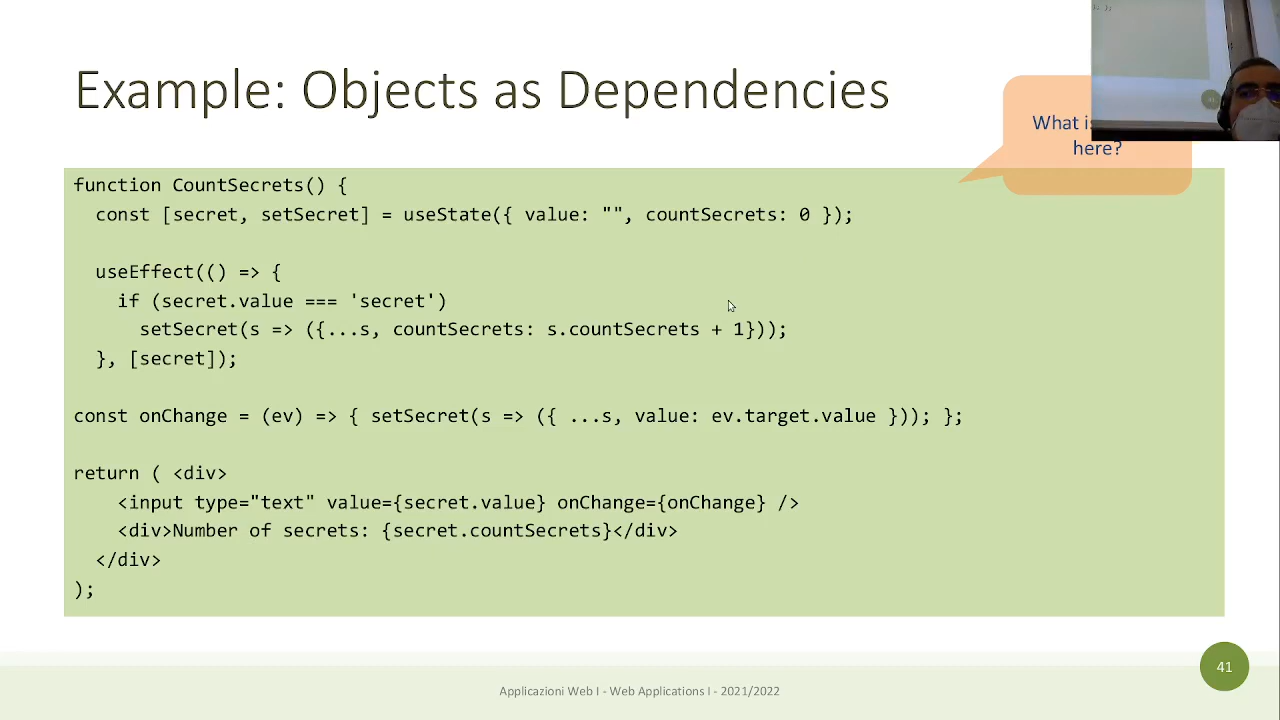 Example: Objects as Dependencies
What is
here?
function CountSecrets() {
const [secret, setSecret] = useState({ value: "", countSecrets: 0 });
useEffect(() => {
if (secret.value === 'secret')
setSecret(s => ({...s, countSecrets: s.countSecrets + 1}));
}, [secret]);
const onChange = (ev) => { setSecret(s => ({ ...s, value: ev.target.value })); };
return ( <div>
<input type="text" value={secret.value} onChange={onChange} />
<div>Number of secrets: {secret.countSecrets}</div>
</div>
);
41
Applicazioni Web I - Web Applications I - 2021/2022